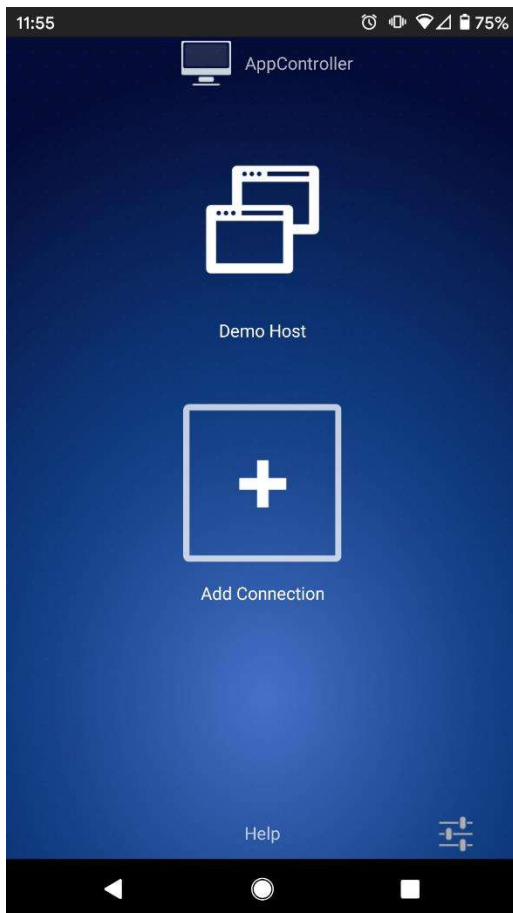 11:55
75%
AppController
Demo Host
Add Connection
Help